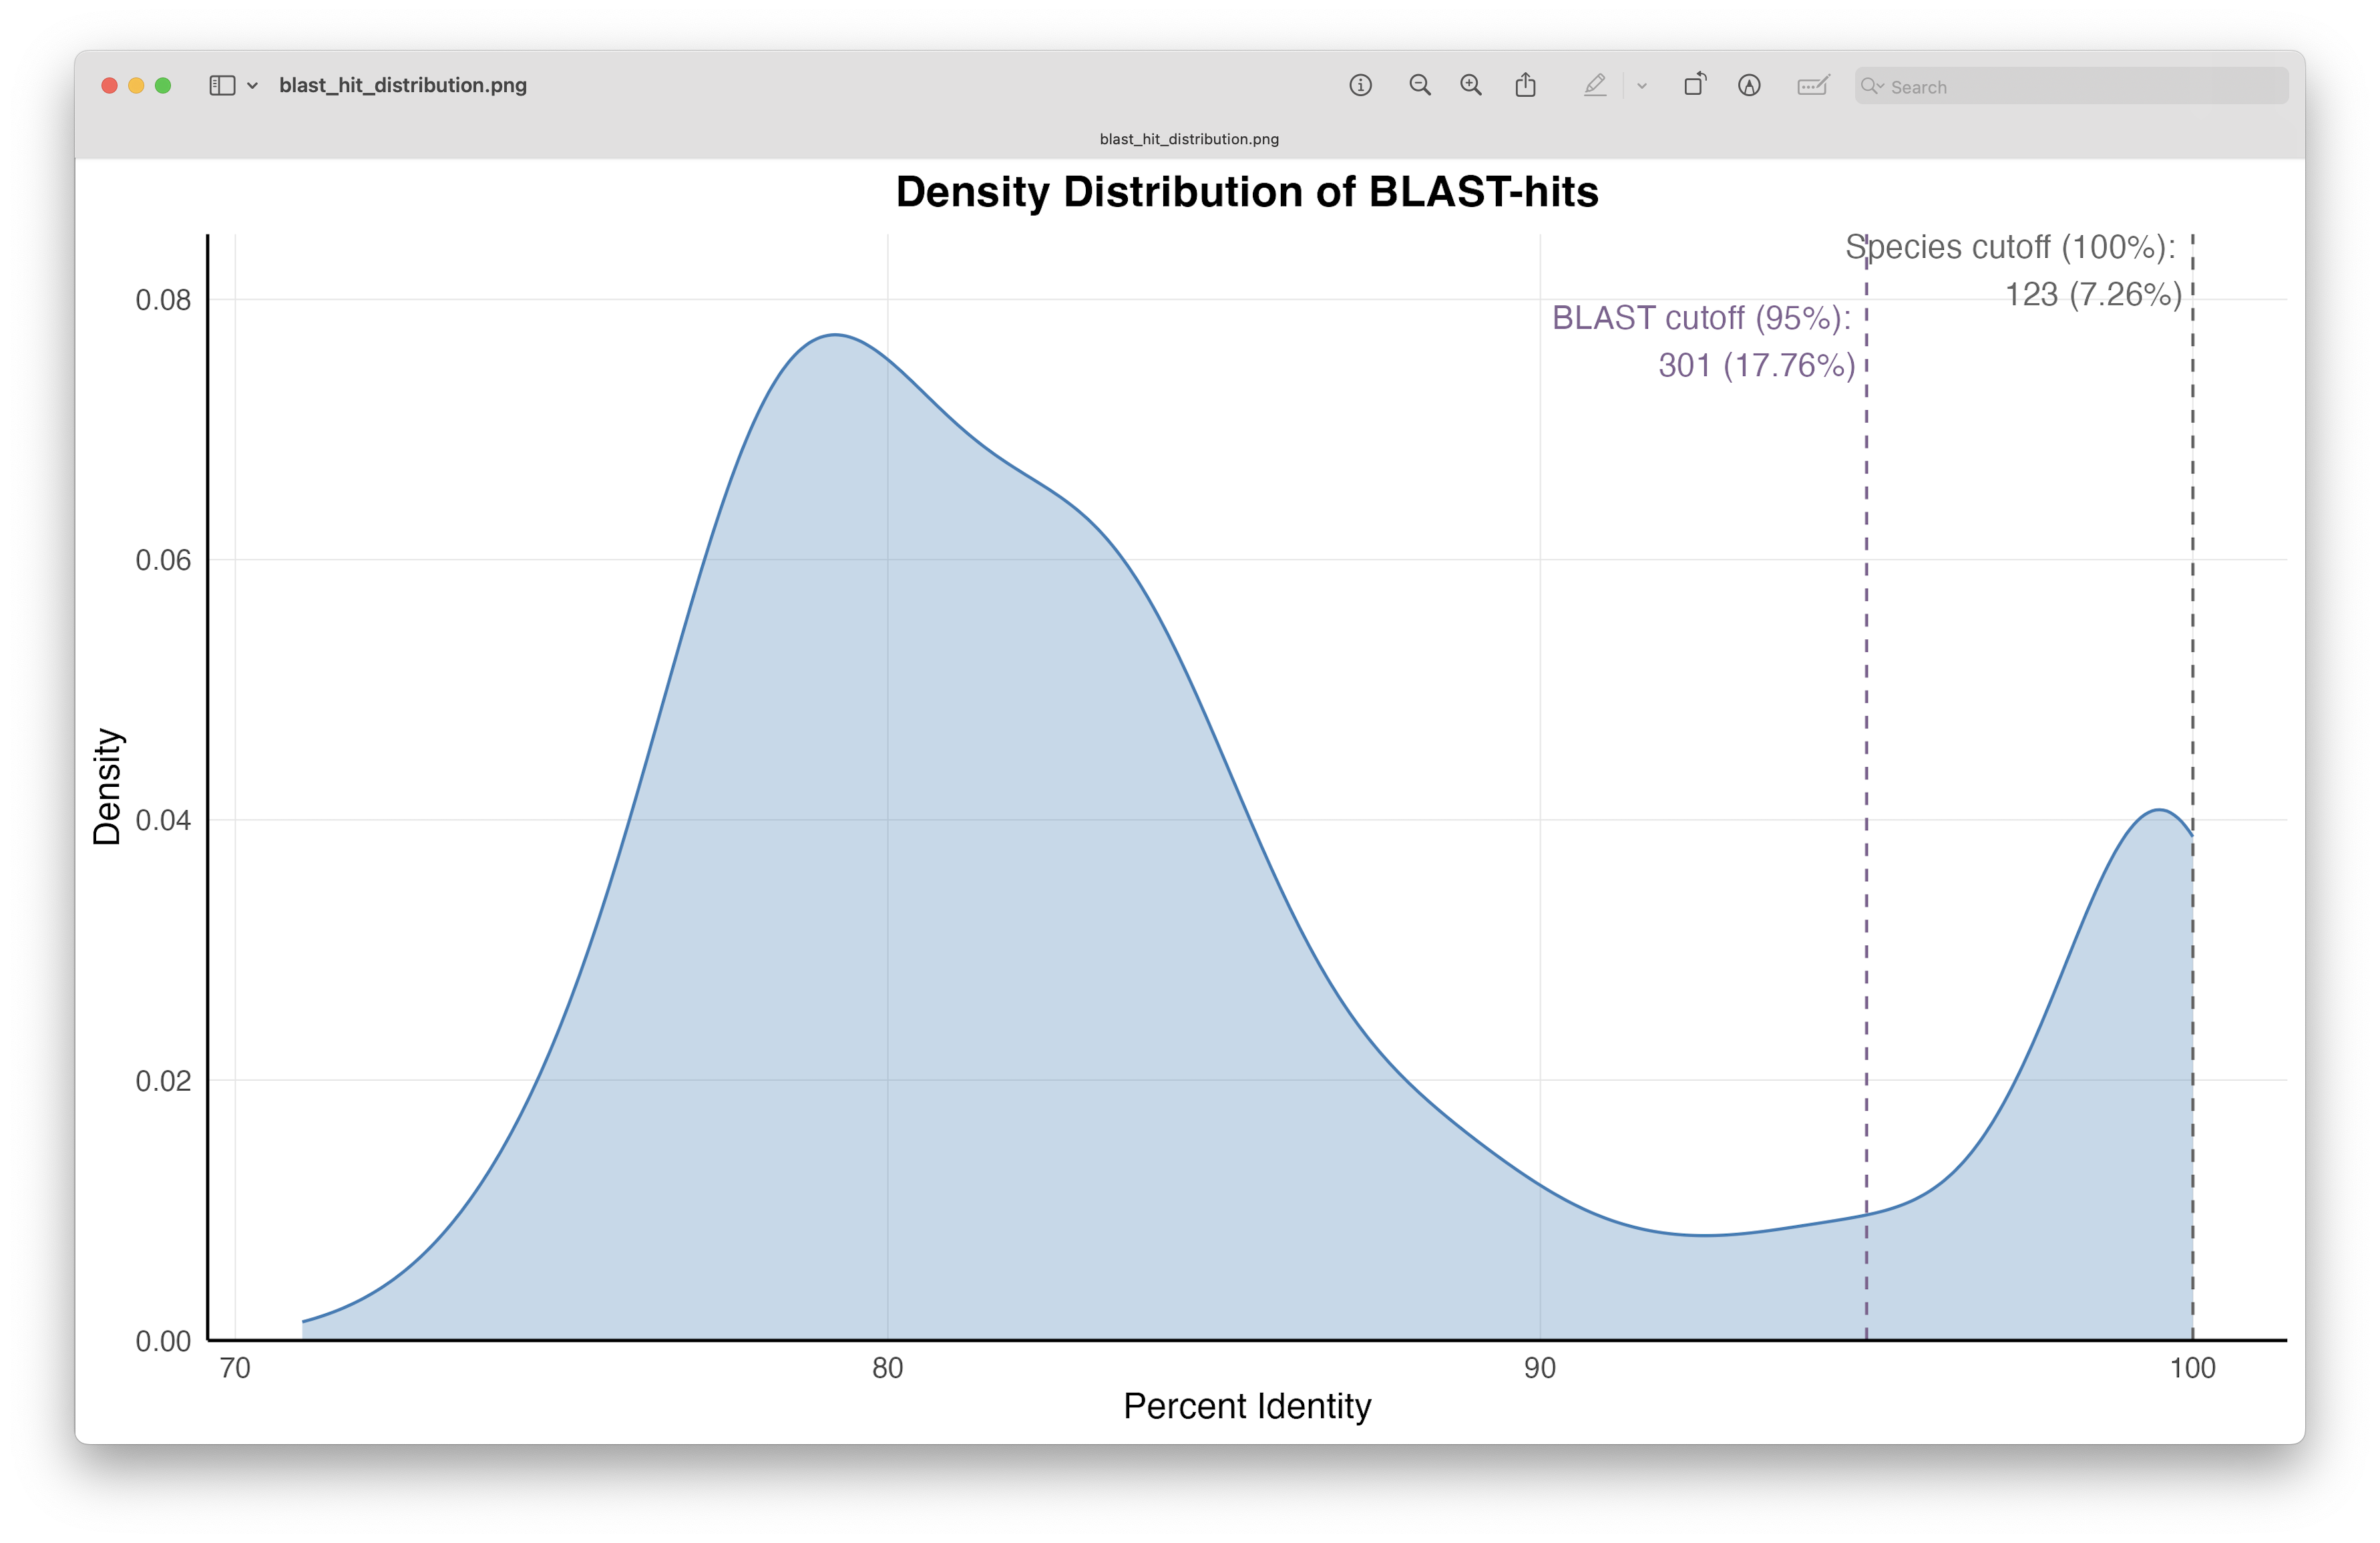 blast_hit_distribution.png
Search
blast_hit_distribution.png
Density Distribution of BLAST-hits
Species cutoff (100%):
123 (7.26%)
BLAST cutoff (95%):
301 (17.76%)
Density
0.08
0.06
0.04
0.02
0.00
70
80
90
100
Percent Identity